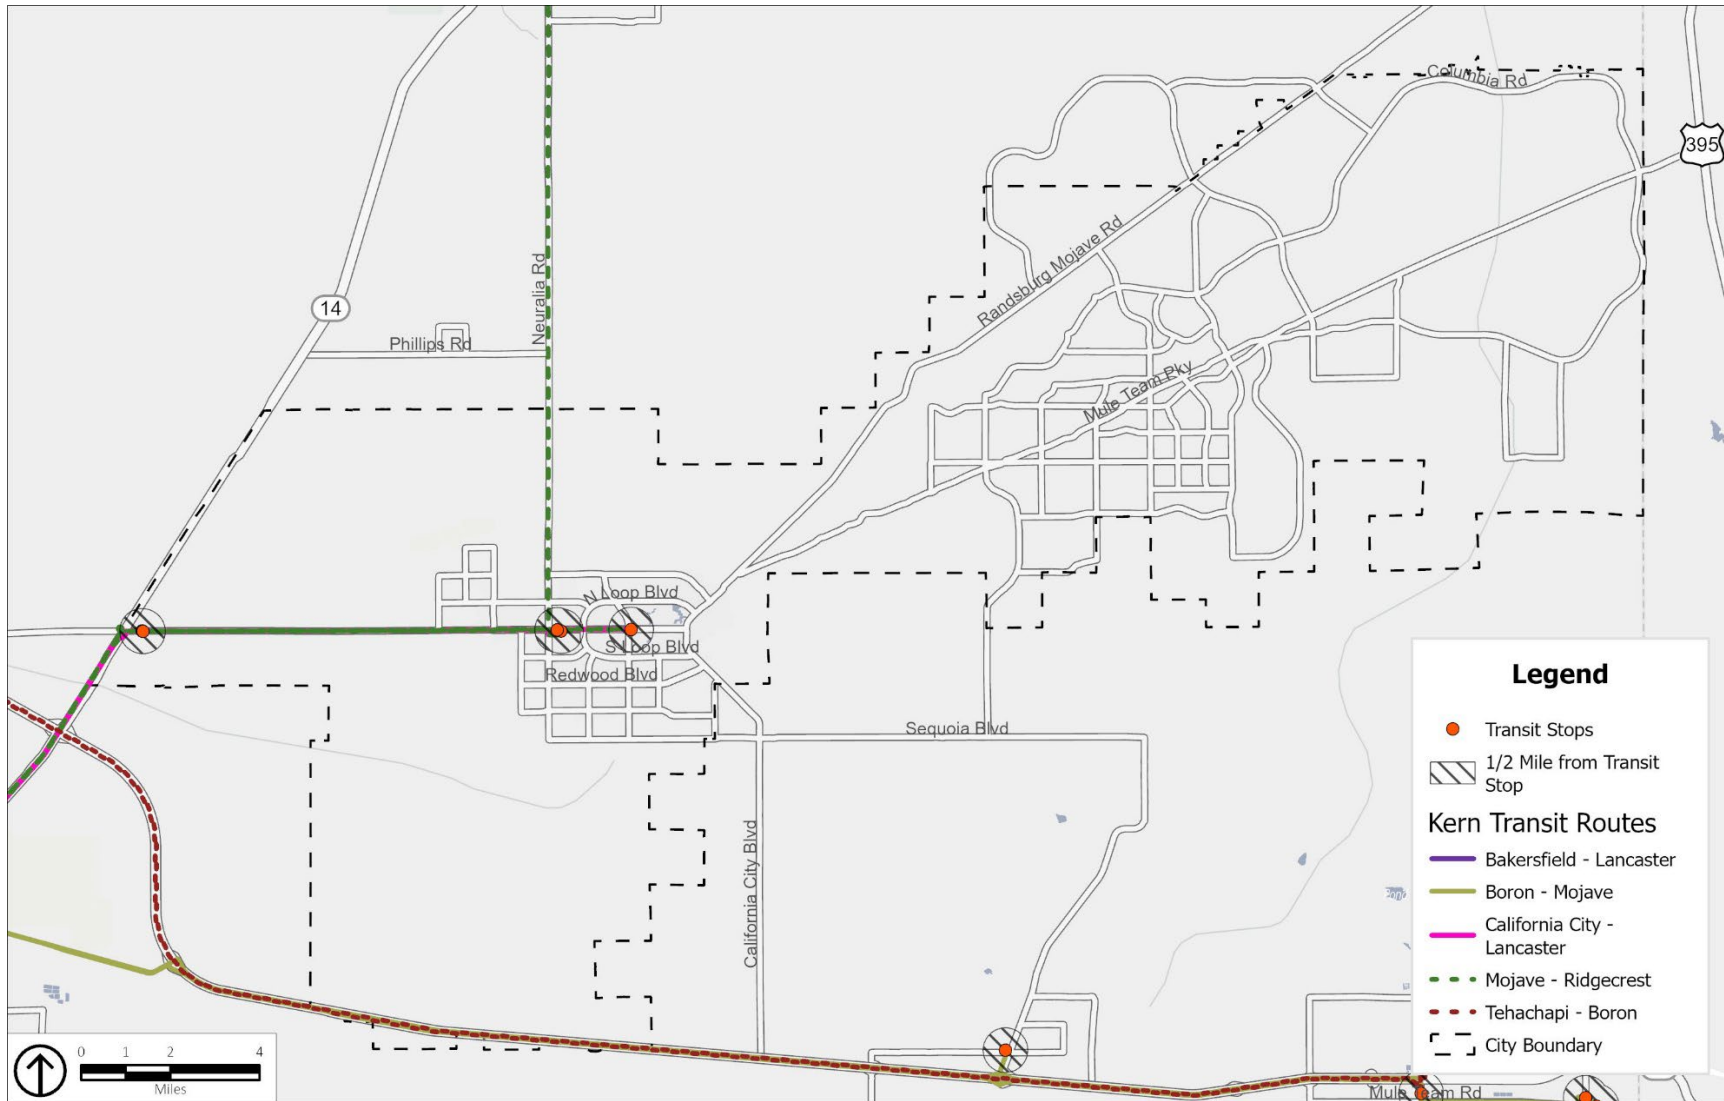 Columbia Rd
395
Randsburg Mojave Rd
14
Neuralia Rd
Phillips Rd
Mule Team Pky
N Loop Blvd
S Loop Blvd
Redwood Blvd
Sequoia Blvd
California City Blvd
Legend
Transit Stops
1/2 Mile from Transit
Stop
Kern Transit Routes
Bakersfield - Lancaster
Boron - Mojave
California City -
Lancaster
Mojave - Ridgecrest
Tehachapi - Boron
City Boundary
0 1 2 4
Miles
Mule Team Rd